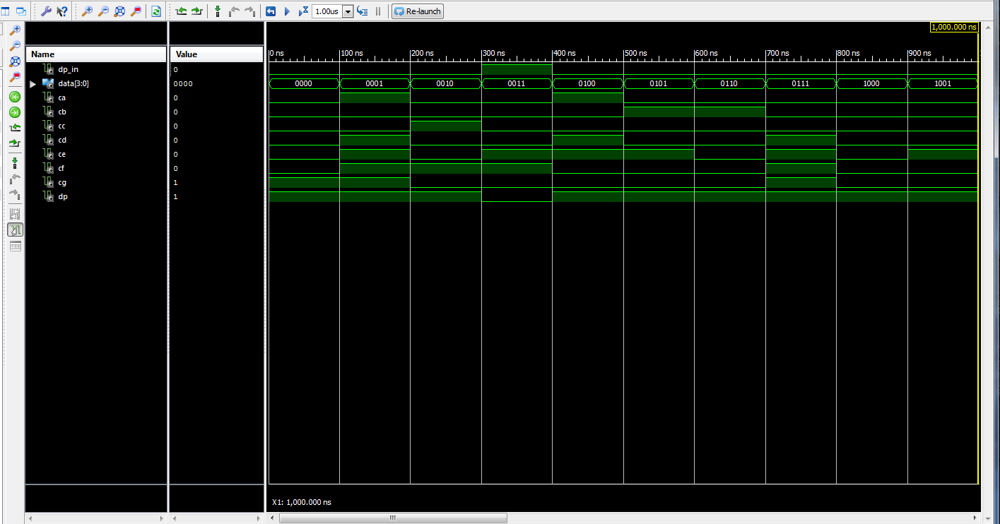 1.00us Re-launch
1,000.000 ns
Name Value
0 ns 100 ns 200 ns 300 ns 400 ns 500 ns 600 ns 700 ns 800 ns 900 ns
dp_in 0
data[3:0] 0000 0000 0001 0010 0011 0100 0101 0110 0111 1000 1001
ca 0
cb 0
cc 0
cd 0
ce 0
cf 0
cg 1
dp 1
X1: 1,000.000 ns